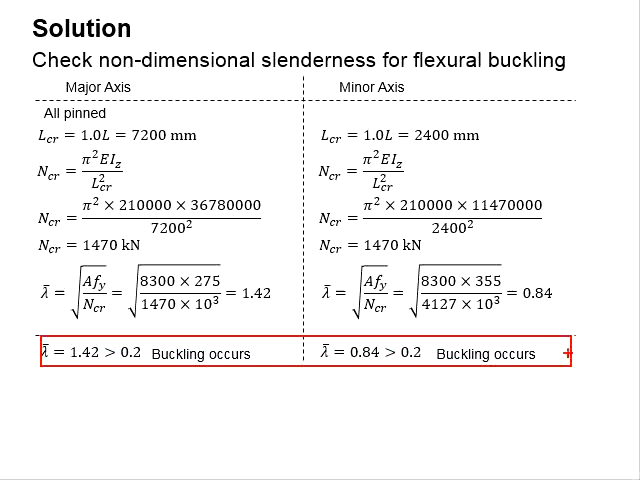 Solution
Check non-dimensional slenderness for flexural buckling
Major Axis
All pinned
L_cr = 1.0L = 7200 mm
N_cr = π²EI_z / L²_cr
N_cr = π² × 210000 × 36780000 / 7200²
N_cr = 1470 kN
λ̄ = √(Af_y / N_cr) = √(8300 × 275 / 1470 × 10³) = 1.42
λ̄ = 1.42 > 0.2 Buckling occurs
Minor Axis
L_cr = 1.0L = 2400 mm
N_cr = π²EI_z / L²_cr
N_cr = π² × 210000 × 11470000 / 2400²
N_cr = 1470 kN
λ̄ = √(Af_y / N_cr) = √(8300 × 355 / 4127 × 10³) = 0.84
λ̄ = 0.84 > 0.2 Buckling occurs